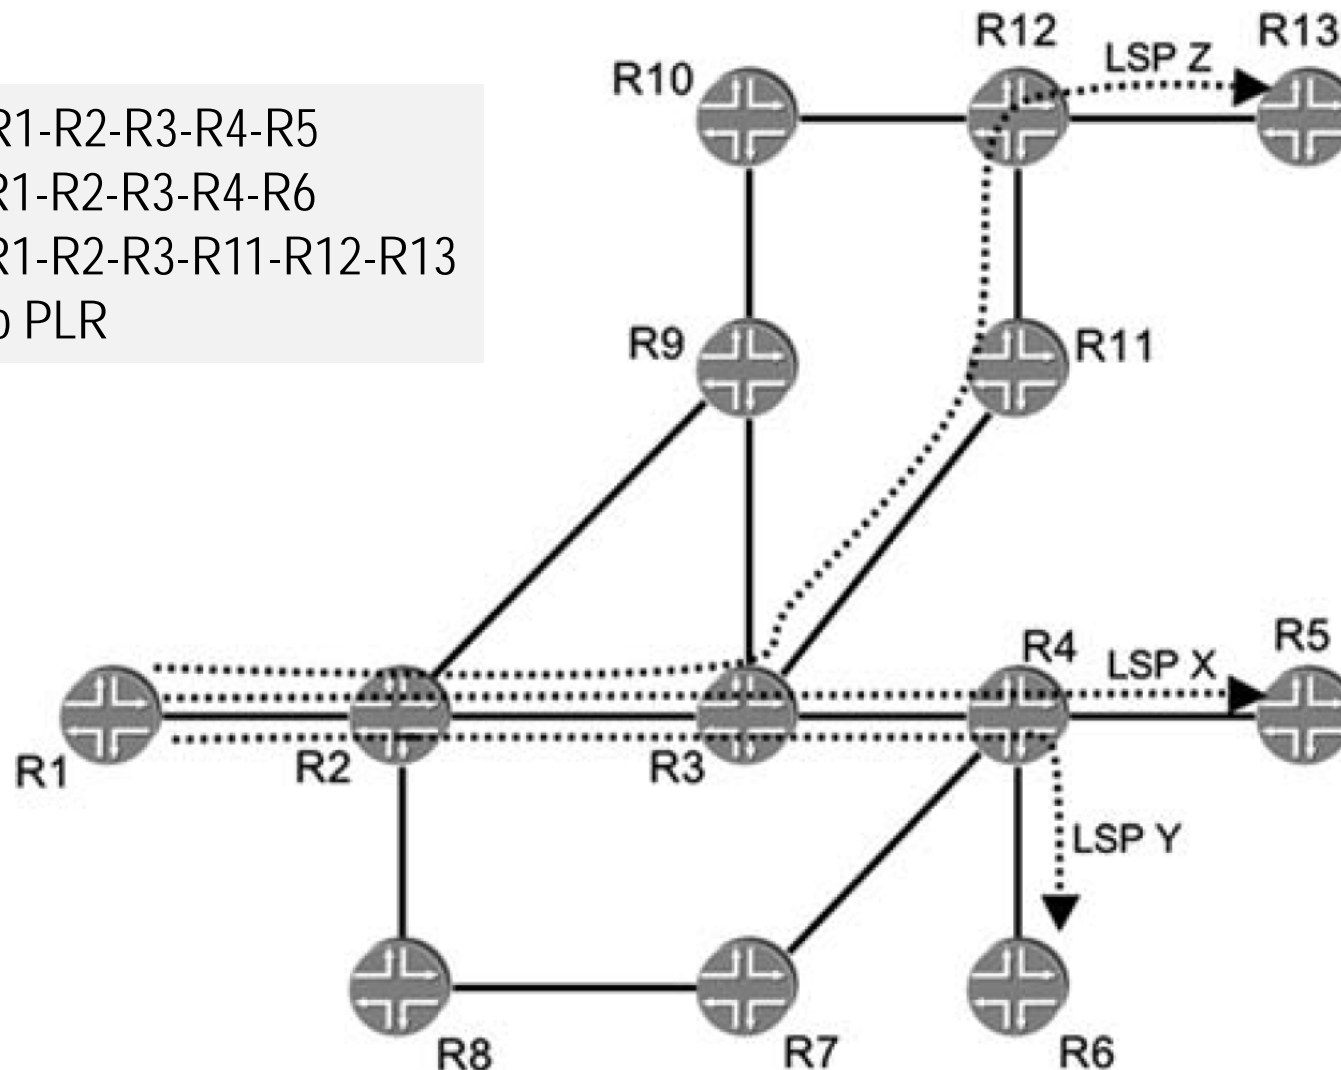 R1-R2-R3-R4-R5
R1-R2-R3-R4-R6
R1-R2-R3-R11-R12-R13
PLR
R12
R13
LSP Z
R10
R9
R11
R4
R5
LSP X
R1
R2
R3
LSP Y
R8
R7
R6